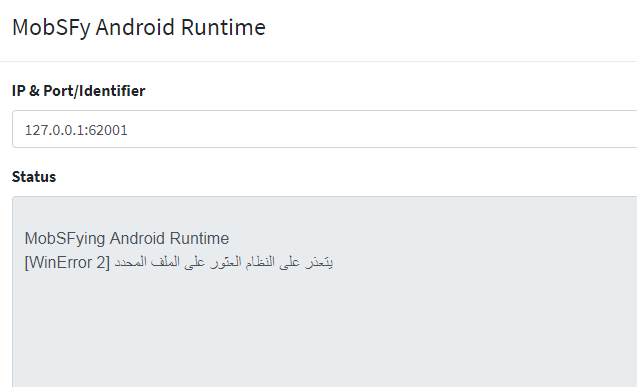 MobSFy Android Runtime
IP & Port/Identifier
127.0.0.1:62001
Status
MobSFying Android Runtime
[WinError 2] يتعذر على النظام العثور على الملف المحدد